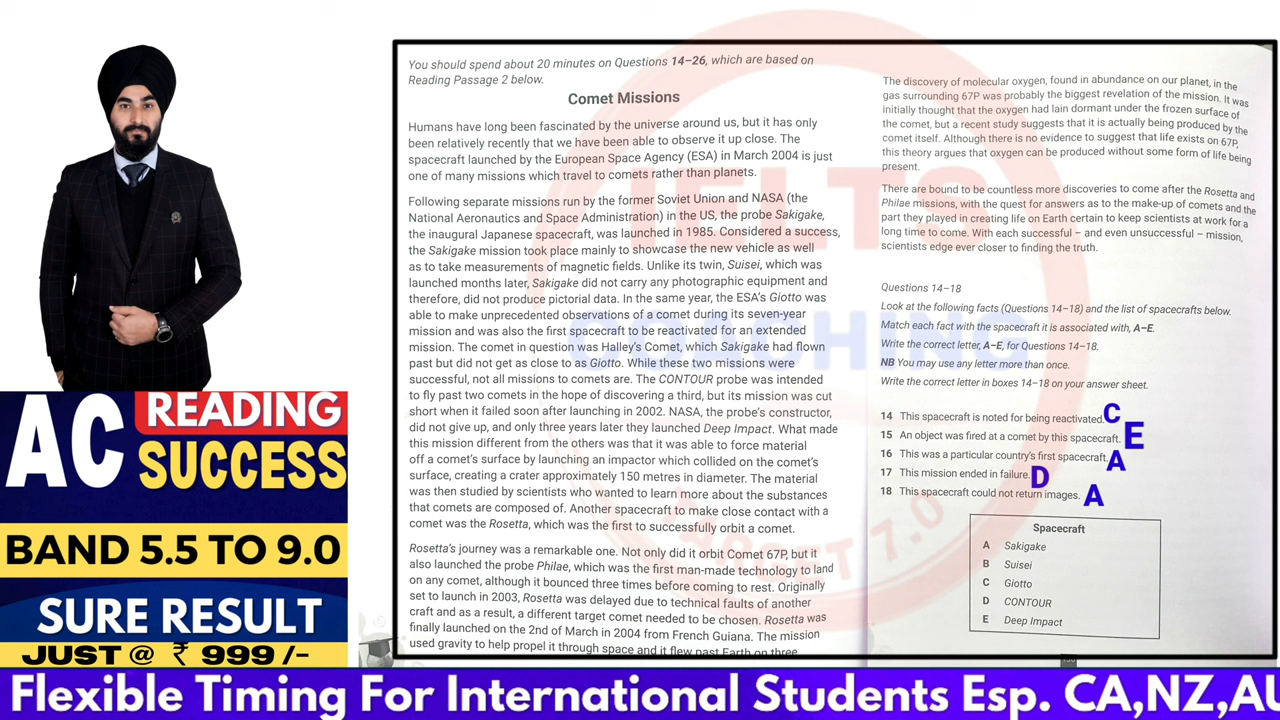 You should spend about 20 minutes on Questions 14–26, which are based on
Reading Passage 2 below.
Comet Missions
Humans have long been fascinated by the universe around us, but it has only
been relatively recently that we have been able to observe it up close. The
spacecraft launched by the European Space Agency (ESA) in March 2004 is just
one of many missions which travel to comets rather than planets.
Following separate missions run by the former Soviet Union and NASA (the
National Aeronautics and Space Administration) in the US, the probe Sakigake,
the inaugural Japanese spacecraft, was launched in 1985. Considered a success,
the Sakigake mission took place mainly to showcase the new vehicle as well
as to take measurements of magnetic fields. Unlike its twin, Suisei, which was
launched months later, Sakigake did not carry any photographic equipment and
therefore, did not produce pictorial data. In the same year, the ESA's Giotto was
able to make unprecedented observations of a comet during its seven-year
mission and was also the first spacecraft to be reactivated for an extended
mission. The comet in question was Halley's Comet, which Sakigake had flown
past but did not get as close to as Giotto. While these two missions were
successful, not all missions to comets are. The CONTOUR probe was intended
to fly past two comets in the hope of discovering a third, but its mission was cut
short when it failed soon after launching in 2002. NASA, the probe's constructor,
did not give up, and only three years later they launched Deep Impact. What made
this mission different from the others was that it was able to force material
off a comet's surface by launching an impactor which collided on the comet's
surface, creating a crater approximately 150 metres in diameter. The material
was then studied by scientists who wanted to learn more about the substances
that comets are composed of. Another spacecraft to make close contact with a
comet was the Rosetta, which was the first to successfully orbit a comet.
Rosetta's journey was a remarkable one. Not only did it orbit Comet 67P, but it
also launched the probe Philae, which was the first man-made technology to land
on any comet, although it bounced three times before coming to rest. Originally
set to launch in 2003, Rosetta was delayed due to technical faults of another
craft and as a result, a different target comet needed to be chosen. Rosetta was
finally launched on the 2nd of March in 2004 from French Guiana. The mission
used gravity to help propel it through space and it flew past Earth on three
The discovery of molecular oxygen, found in abundance on our planet, in the
gas surrounding 67P was probably the biggest revelation of the mission. It was
initially thought that the oxygen had lain dormant under the frozen surface of
the comet, but a recent study suggests that it is actually being produced by the
comet itself. Although there is no evidence to suggest that life exists on 67P,
this theory argues that oxygen can be produced without some form of life being
present.
There are bound to be countless more discoveries to come after the Rosetta and
Philae missions, with the quest for answers as to the make-up of comets and the
part they played in creating life on Earth certain to keep scientists at work for a
long time to come. With each successful – and even unsuccessful – mission,
scientists edge ever closer to finding the truth.
Questions 14–18
Look at the following facts (Questions 14–18) and the list of spacecrafts below.
Match each fact with the spacecraft it is associated with, A–E.
Write the correct letter, A–E, for Questions 14–18.
NB You may use any letter more than once.
Write the correct letter in boxes 14–18 on your answer sheet.
14 This spacecraft is noted for being reactivated. C
15 An object was fired at a comet by this spacecraft. E
16 This was a particular country's first spacecraft. A
17 This mission ended in failure. D
18 This spacecraft could not return images. A
Spacecraft
A Sakigake
B Suisei
C Giotto
D CONTOUR
E Deep Impact
IELTS
COACHING
TARGET 7.0
AC READING
SUCCESS
BAND 5.5 TO 9.0
SURE RESULT
JUST @ ₹ 999 /-
Flexible Timing For International Students Esp. CA,NZ,AU